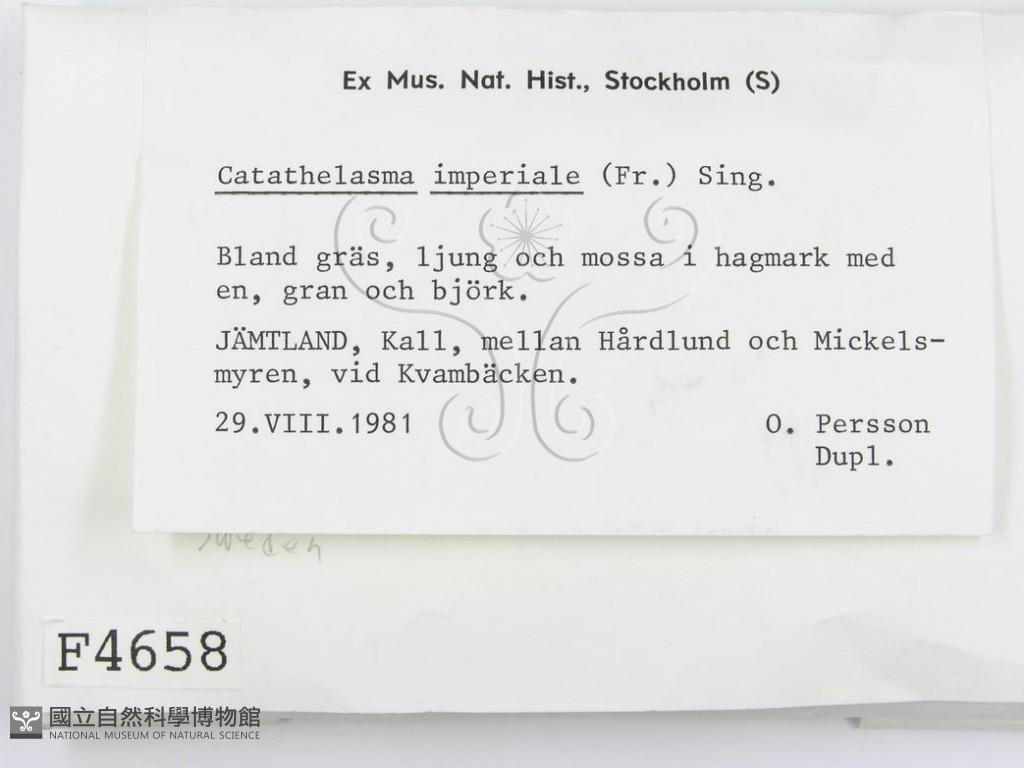 Ex Mus. Nat. Hist., Stockholm (S)
Catathelasma imperiale (Fr.) Sing.
Bland gräs, ljung och mossa i hagmark med
en, gran och björk.
JÄMTLAND, Kall, mellan Hårdlund och Mickels-
myren, vid Kvambäcken.
29.VIII.1981 O. Persson
Dupl.
Sweden
F4658
國立自然科學博物館
NATIONAL MUSEUM OF NATURAL SCIENCE